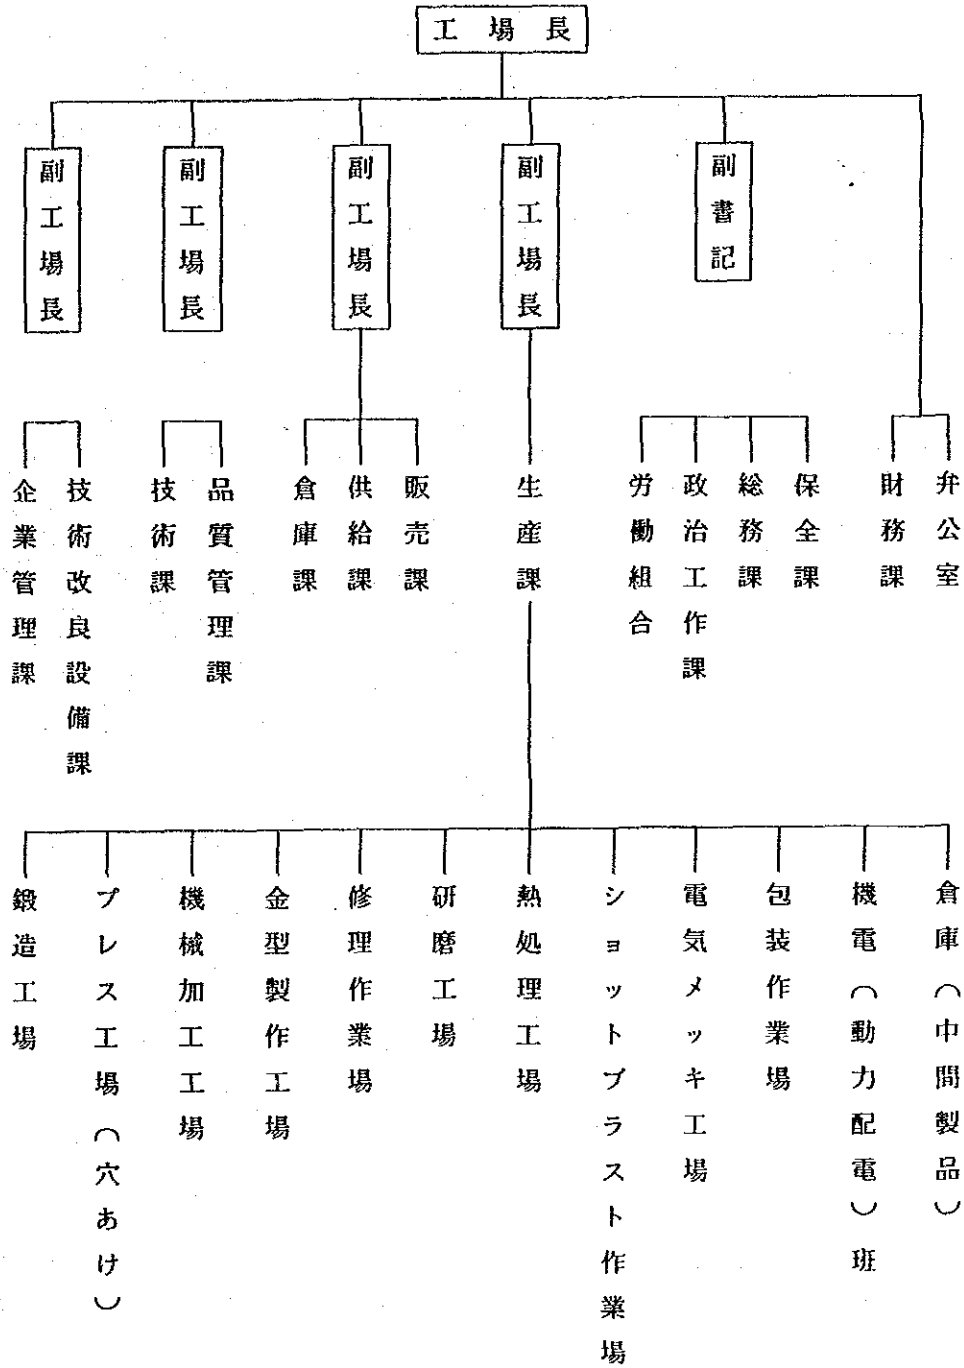 工場長
副工場長
副工場長
副工場長
副工場長
副書記
企業管理課
技術改良設備課
技術課
品質管理課
倉庫課
供給課
販売課
生産課
労働組合
政治工作課
総務課
保全課
財務課
弁公室
鍛造工場
プレス工場(穴あけ)
機械加工工場
金型製作工場
修理作業場
研磨工場
熱処理工場
ショットブラスト作業場
電気メッキ工場
包装作業場
機電(動力配電)班
倉庫(中間製品)